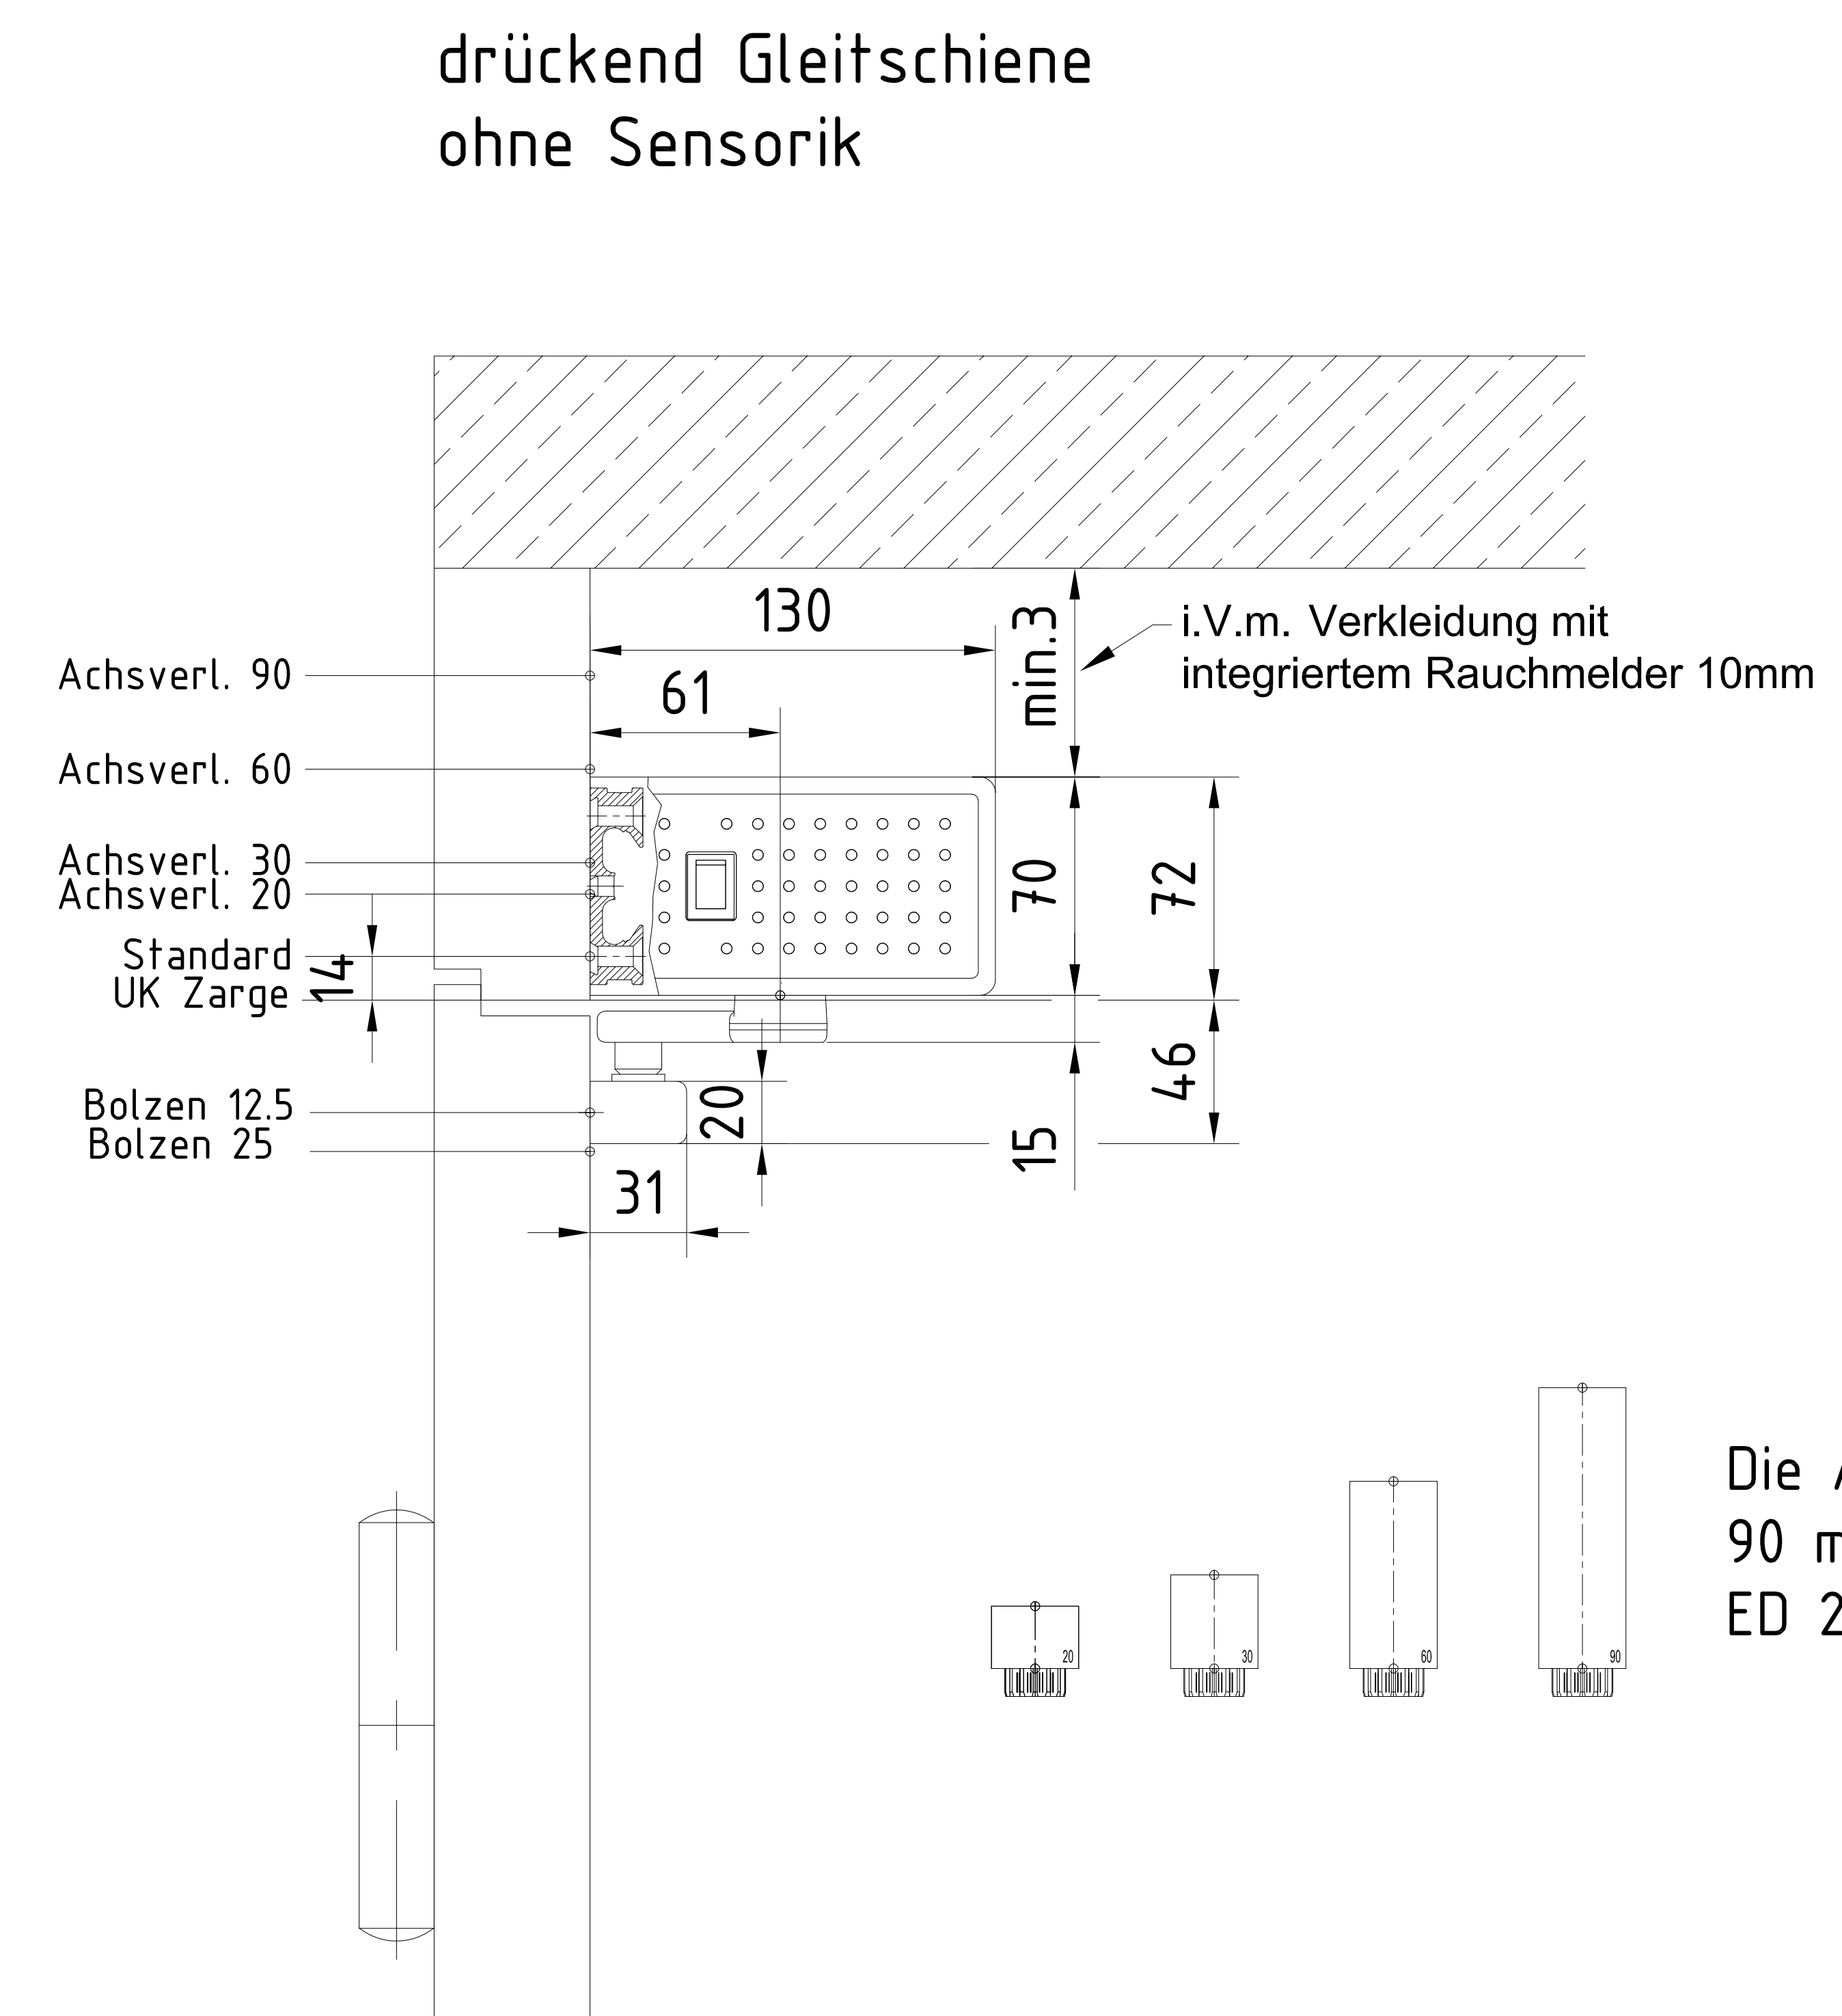 drückend Gleitschiene
ohne Sensorik
130
min.3
i.V.m. Verkleidung mit
integriertem Rauchmelder 10mm
Achsverl. 90
61
Achsverl. 60
Achsverl. 30
Achsverl. 20
70
72
Standard
14
UK Zarge
46
Bolzen 12.5
20
Bolzen 25
15
31
Die
90
ED 2
20
30
60
90